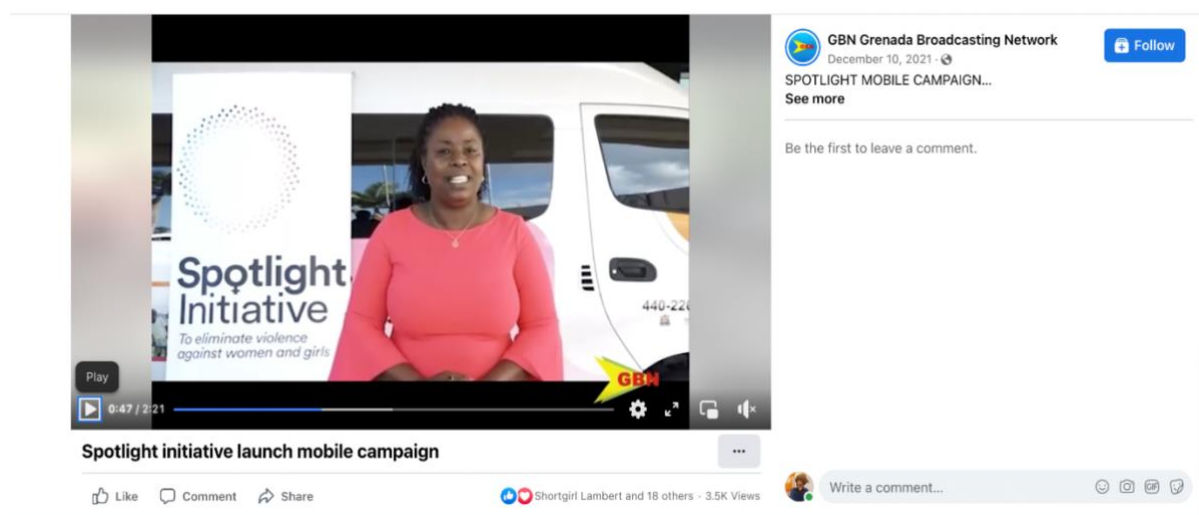 GBN Grenada Broadcasting Network
December 10, 2021 ·
Follow
SPOTLIGHT MOBILE CAMPAIGN...
See more
Be the first to leave a comment.
Spotlight
Initiative
To eliminate violence
against women and girls
440-220
GBN
Play
0:47 / 2:21
Spotlight initiative launch mobile campaign
...
Like
Comment
Share
Shortgirl Lambert and 18 others · 3.5K Views
Write a comment...
GIF